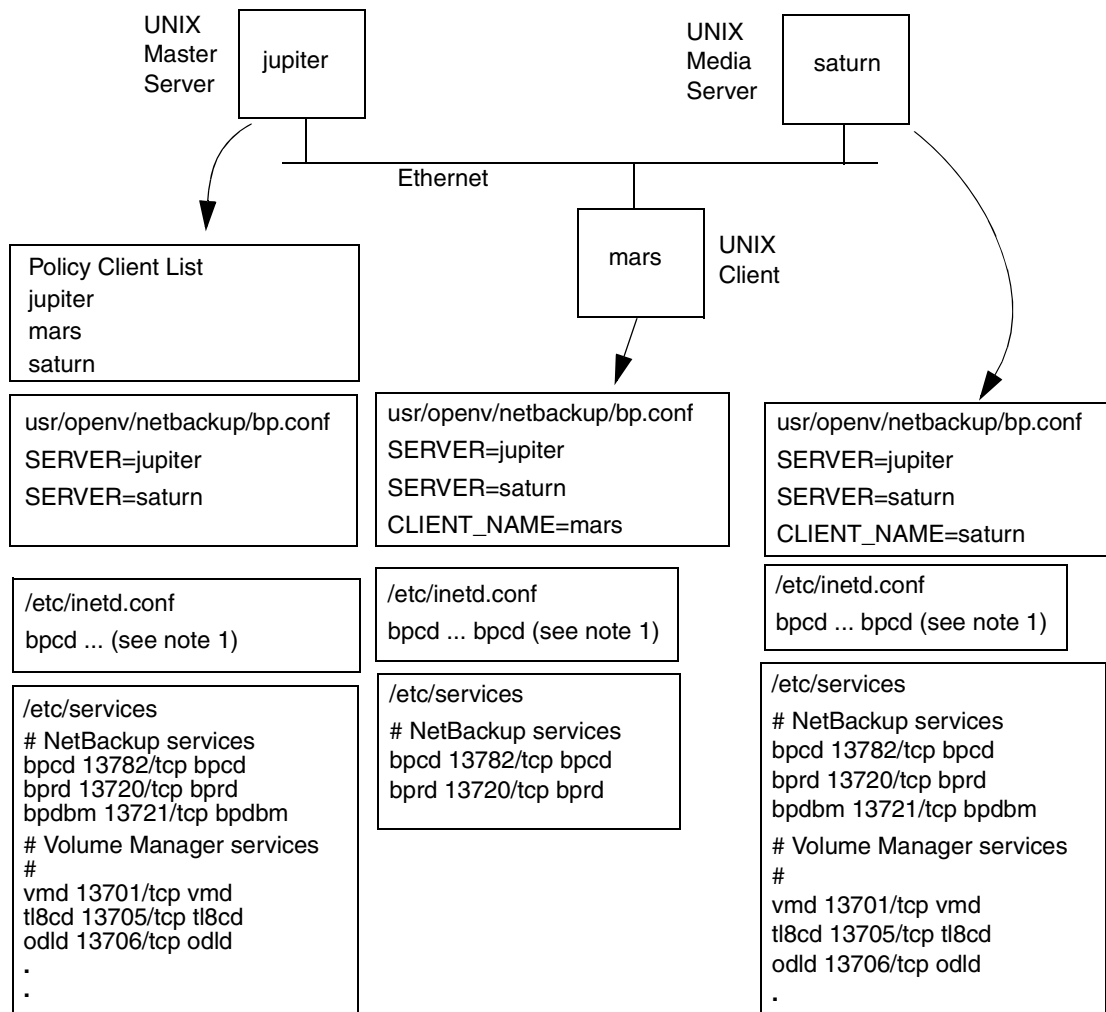 UNIX
Master
Server
jupiter
UNIX
Media
Server
saturn
Ethernet
mars
UNIX
Client
Policy Client List
jupiter
mars
saturn
usr/openv/netbackup/bp.conf
SERVER=jupiter
SERVER=saturn
/etc/inetd.conf
bpcd ... (see note 1)
/etc/services
# NetBackup services
bpcd 13782/tcp bpcd
bprd 13720/tcp bprd
bpdbm 13721/tcp bpdbm
# Volume Manager services
#
vmd 13701/tcp vmd
tl8cd 13705/tcp tl8cd
odld 13706/tcp odld
.
.
usr/openv/netbackup/bp.conf
SERVER=jupiter
SERVER=saturn
CLIENT_NAME=mars
/etc/inetd.conf
bpcd ... bpcd (see note 1)
/etc/services
# NetBackup services
bpcd 13782/tcp bpcd
bprd 13720/tcp bprd
usr/openv/netbackup/bp.conf
SERVER=jupiter
SERVER=saturn
CLIENT_NAME=saturn
/etc/inetd.conf
bpcd ... bpcd (see note 1)
/etc/services
# NetBackup services
bpcd 13782/tcp bpcd
bprd 13720/tcp bprd
bpdbm 13721/tcp bpdbm
# Volume Manager services
#
vmd 13701/tcp vmd
tl8cd 13705/tcp tl8cd
odld 13706/tcp odld
.